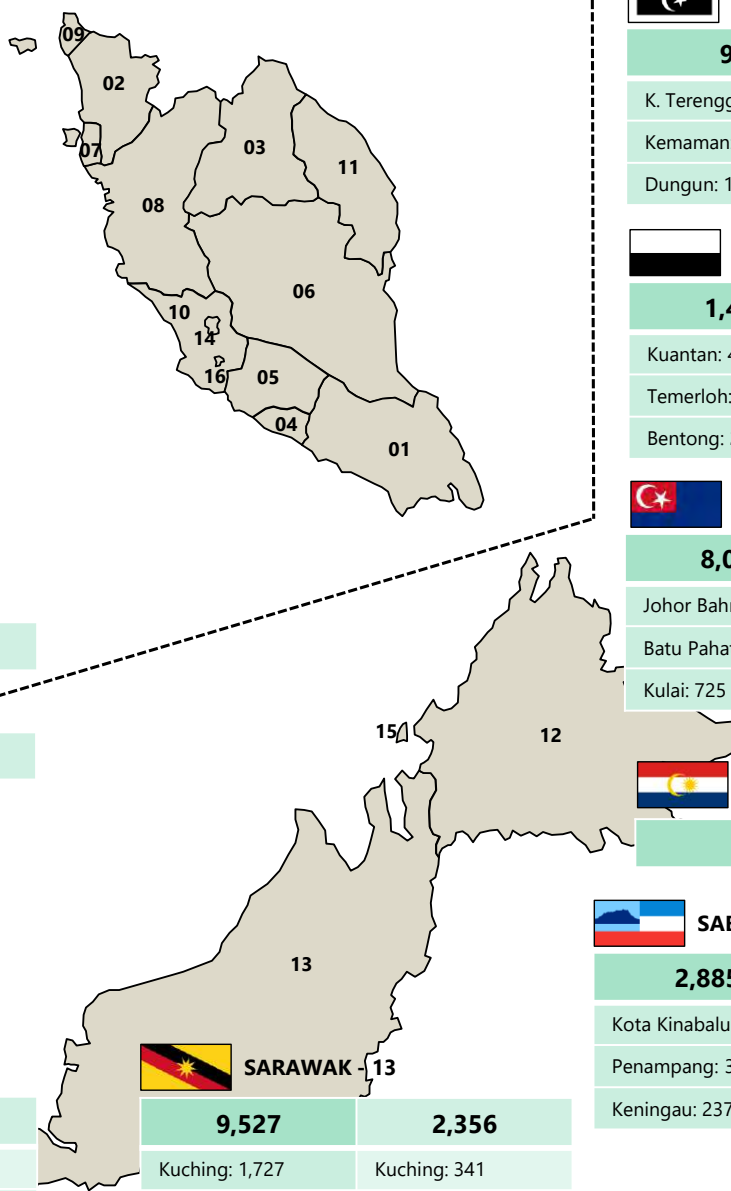 09
02
07
03
11
08
06
10
14
16
05
04
01
K. Terengg
Kemaman
Dungun: 1
1,4
Kuantan: 4
Temerloh:
Bentong:
8,0
Johor Bah
Batu Paha
Kulai: 725
15
12
13
SARAWAK - 13
9,527 2,356
Kuching: 1,727 Kuching: 341
2,885
Kota Kinabalu
Penampang: 3
Keningau: 237